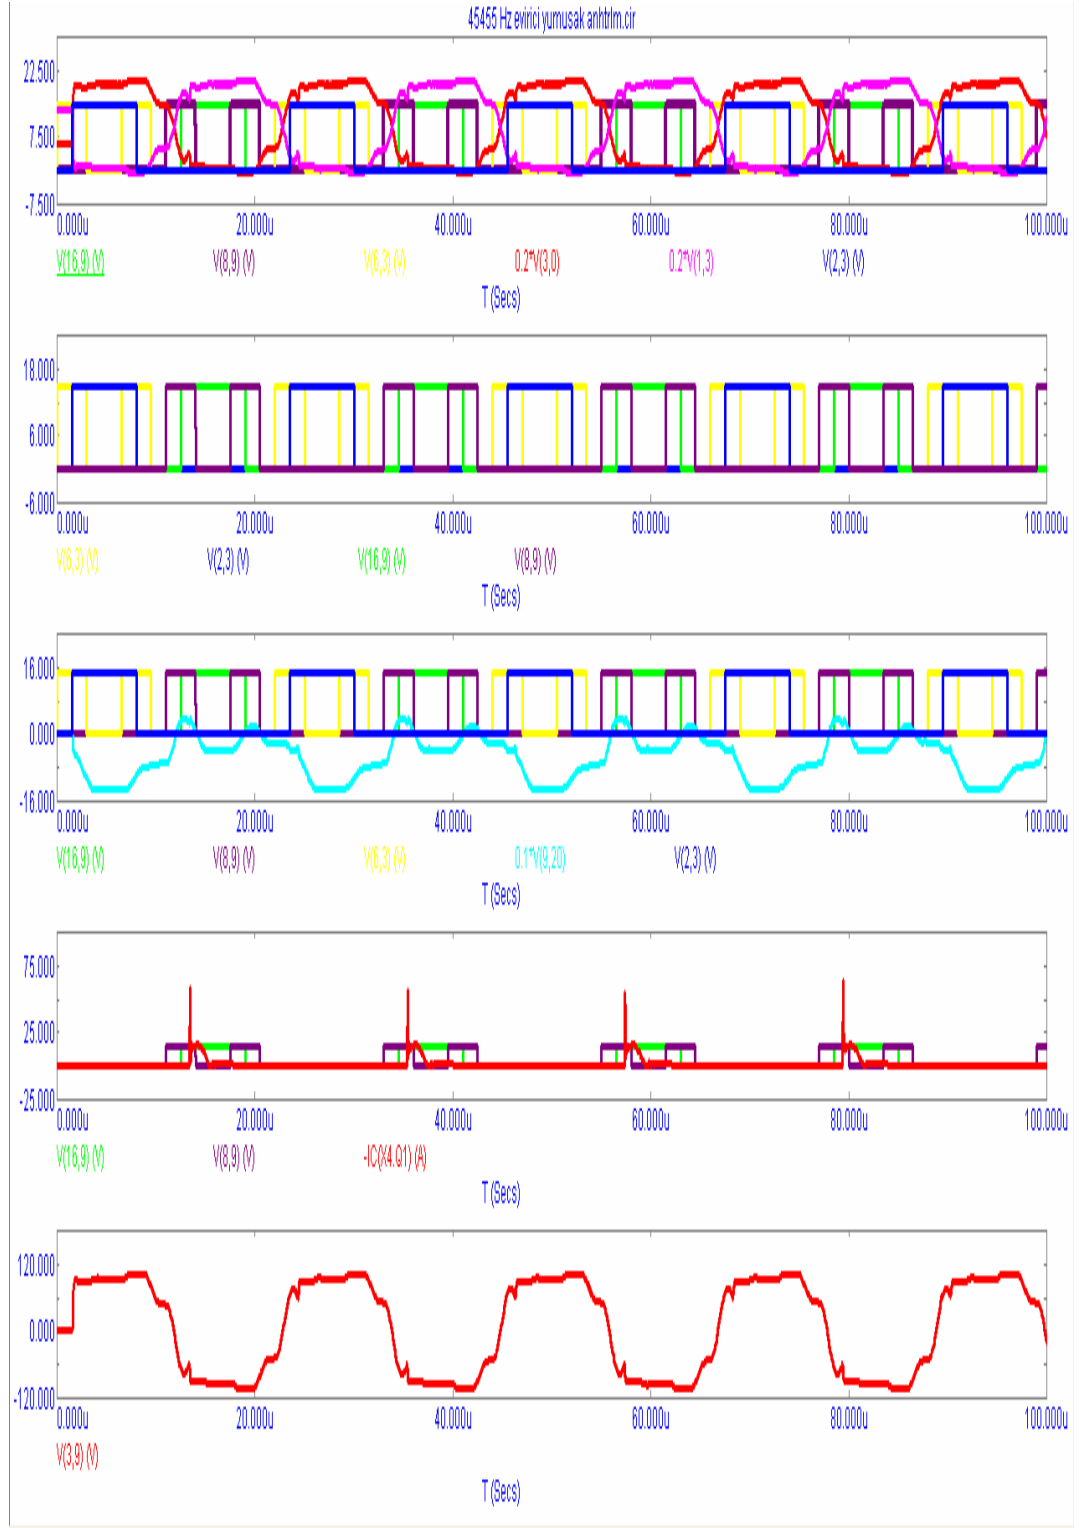 45455 Hz evirici yumusak anhtrlm.cir
22.500
7.500
-7.500
0.000u 20.000u 40.000u 60.000u 80.000u 100.000u
V(16,9) (V) V(8,9) (V) V(6,3) (V) 0.2*V(3,0) 0.2*V(1,3) V(2,3) (V)
T (Secs)
18.000
6.000
-6.000
0.000u 20.000u 40.000u 60.000u 80.000u 100.000u
V(6,3) (V) V(2,3) (V) V(16,9) (V) V(8,9) (V)
T (Secs)
16.000
0.000
-16.000
0.000u 20.000u 40.000u 60.000u 80.000u 100.000u
V(16,9) (V) V(8,9) (V) V(6,3) (V) 0.1*V(9,20) V(2,3) (V)
T (Secs)
75.000
25.000
-25.000
0.000u 20.000u 40.000u 60.000u 80.000u 100.000u
V(16,9) (V) V(8,9) (V) -IC(X4.Q1) (A)
T (Secs)
120.000
0.000
-120.000
0.000u 20.000u 40.000u 60.000u 80.000u 100.000u
V(3,9) (V)
T (Secs)